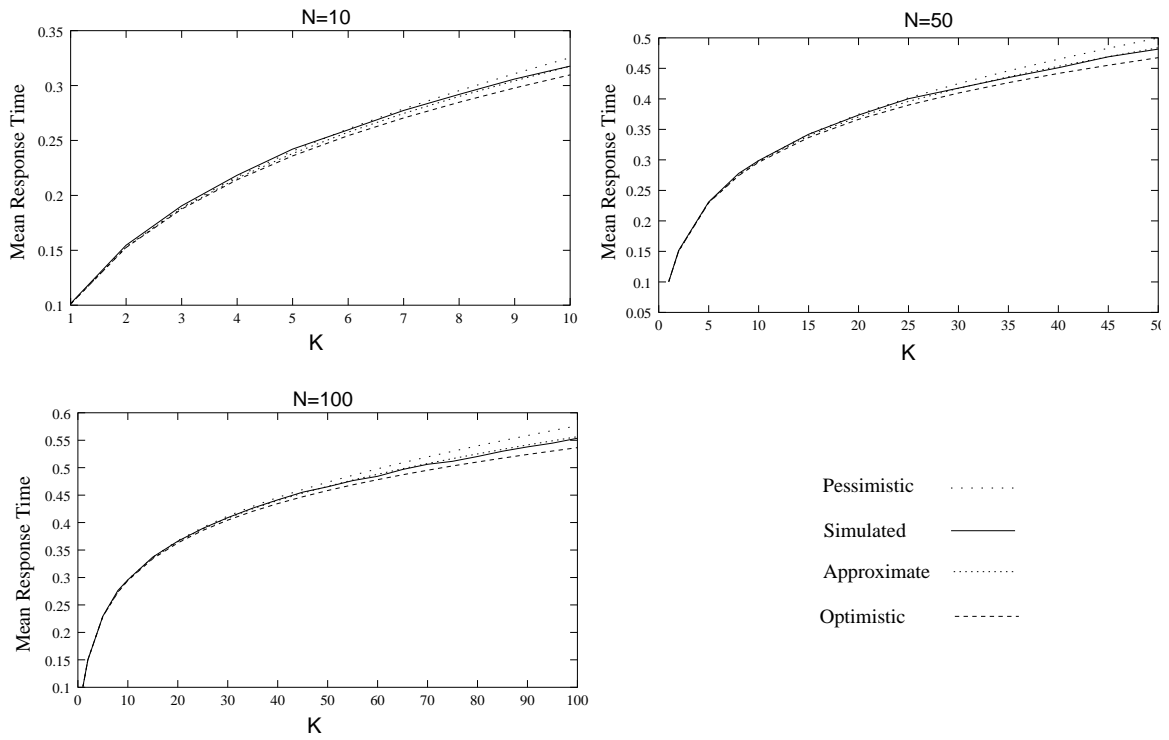 N=10
0.35
0.3
0.25
0.2
0.15
0.1
Mean Response Time
1 2 3 4 5 6 7 8 9 10
K
N=50
0.5
0.45
0.4
0.35
0.3
0.25
0.2
0.15
0.1
0.05
Mean Response Time
0 5 10 15 20 25 30 35 40 45 50
K
N=100
0.6
0.55
0.5
0.45
0.4
0.35
0.3
0.25
0.2
0.15
0.1
Mean Response Time
0 10 20 30 40 50 60 70 80 90 100
K
Pessimistic
Simulated
Approximate
Optimistic